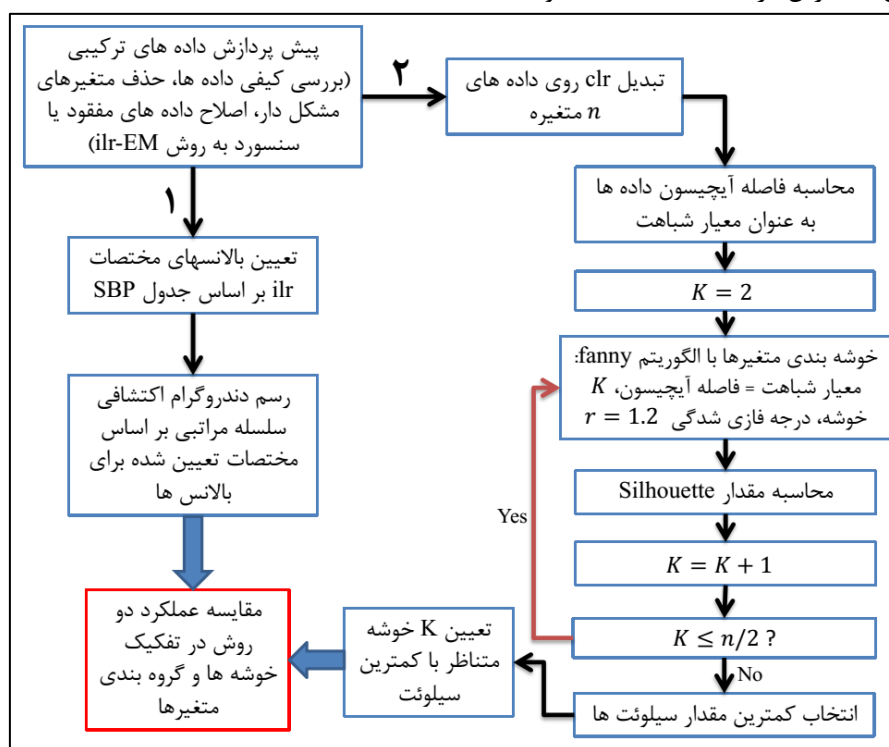 پیش پردازش داده های ترکیبی
(بررسی کیفی داده ها، حذف متغیرهای
مشکل دار، اصلاح داده های مفقود یا
سنسورد به روش ilr-EM)
۱
تعیین بالانسهای مختصات
ilr بر اساس جدول SBP
رسم دندروگرام اکتشافی
سلسله مراتبی بر اساس
مختصات تعیین شده برای
بالانس ها
۲
تبدیل clr روی داده های
n متغیره
محاسبه فاصله آیچیسون داده ها
به عنوان معیار شباهت
K = 2
خوشه بندی متغیرها با الگوریتم fanny:
معیار شباهت = فاصله آیچیسون، K
خوشه، درجه فازی شدگی r = 1.2
محاسبه مقدار Silhouette
K = K + 1
K ≤ n/2 ?
Yes
No
انتخاب کمترین مقدار سیلوئت ها
تعیین K خوشه
متناظر با کمترین
سیلوئت
مقایسه عملکرد دو
روش در تفکیک
خوشه ها و گروه بندی
متغیرها